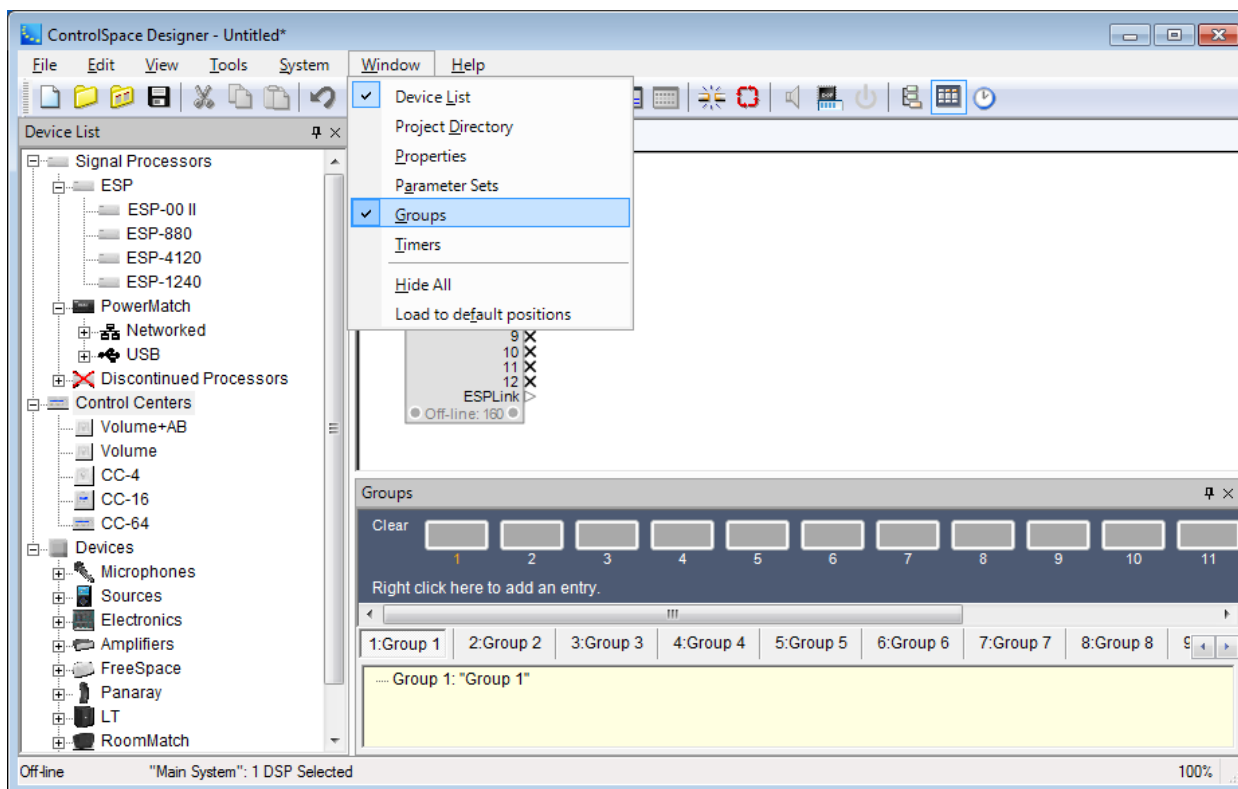 ControlSpace Designer - Untitled*
File Edit View Tools System Window Help
Device List
Project Directory
Properties
Parameter Sets
Groups
Timers
Hide All
Load to default positions
Device List
Signal Processors
ESP
ESP-00 II
ESP-880
ESP-4120
ESP-1240
PowerMatch
Networked
USB
Discontinued Processors
Control Centers
Volume+AB
Volume
CC-4
CC-16
CC-64
Devices
Microphones
Sources
Electronics
Amplifiers
FreeSpace
Panaray
LT
RoomMatch
9
10
11
12
ESPLink
Off-line: 160
Groups
Clear
1 2 3 4 5 6 7 8 9 10 11
Right click here to add an entry.
1:Group 1 2:Group 2 3:Group 3 4:Group 4 5:Group 5 6:Group 6 7:Group 7 8:Group 8 9
Group 1: "Group 1"
Off-line "Main System": 1 DSP Selected 100%